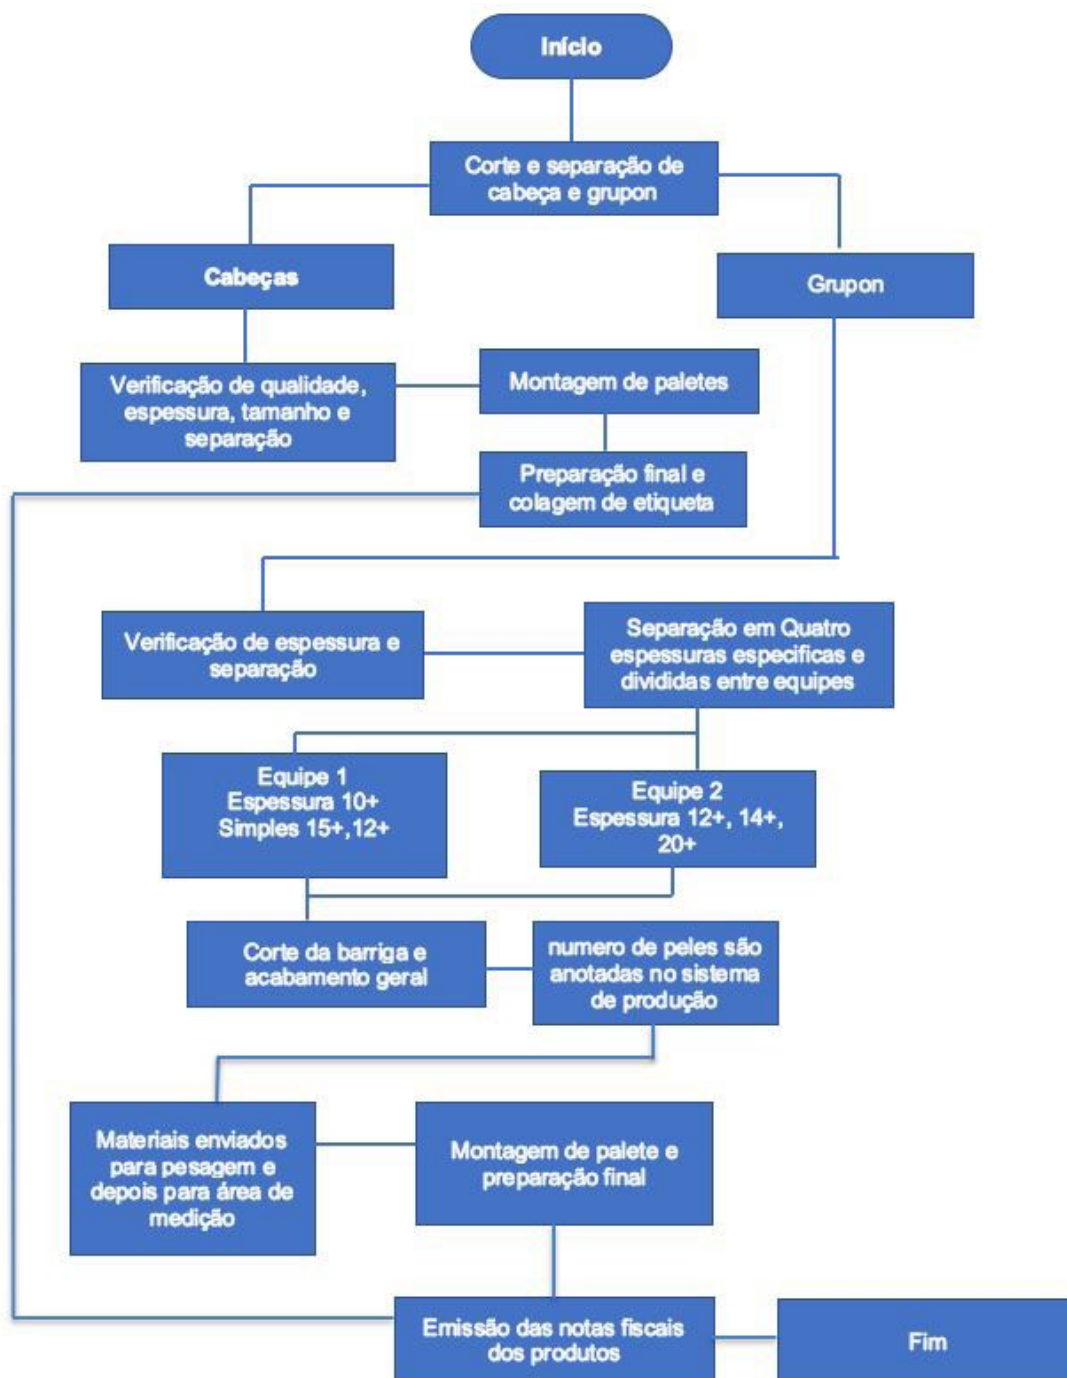 Início
Corte e separação de
cabeça e grupon
Cabeças
Grupon
Verificação de qualidade,
espessura, tamanho e
separação
Montagem de paletes
Preparação final e
colagem de etiqueta
Verificação de espessura e
separação
Separação em Quatro
espessuras especificas e
divididas entre equipes
Equipe 1
Espessura 10+
Simples 15+,12+
Equipe 2
Espessura 12+, 14+,
20+
Corte da barriga e
acabamento geral
numero de peles são
anotadas no sistema
de produção
Materiais enviados
para pesagem e
depois para área de
medição
Montagem de palete e
preparação final
Emissão das notas fiscais
dos produtos
Fim